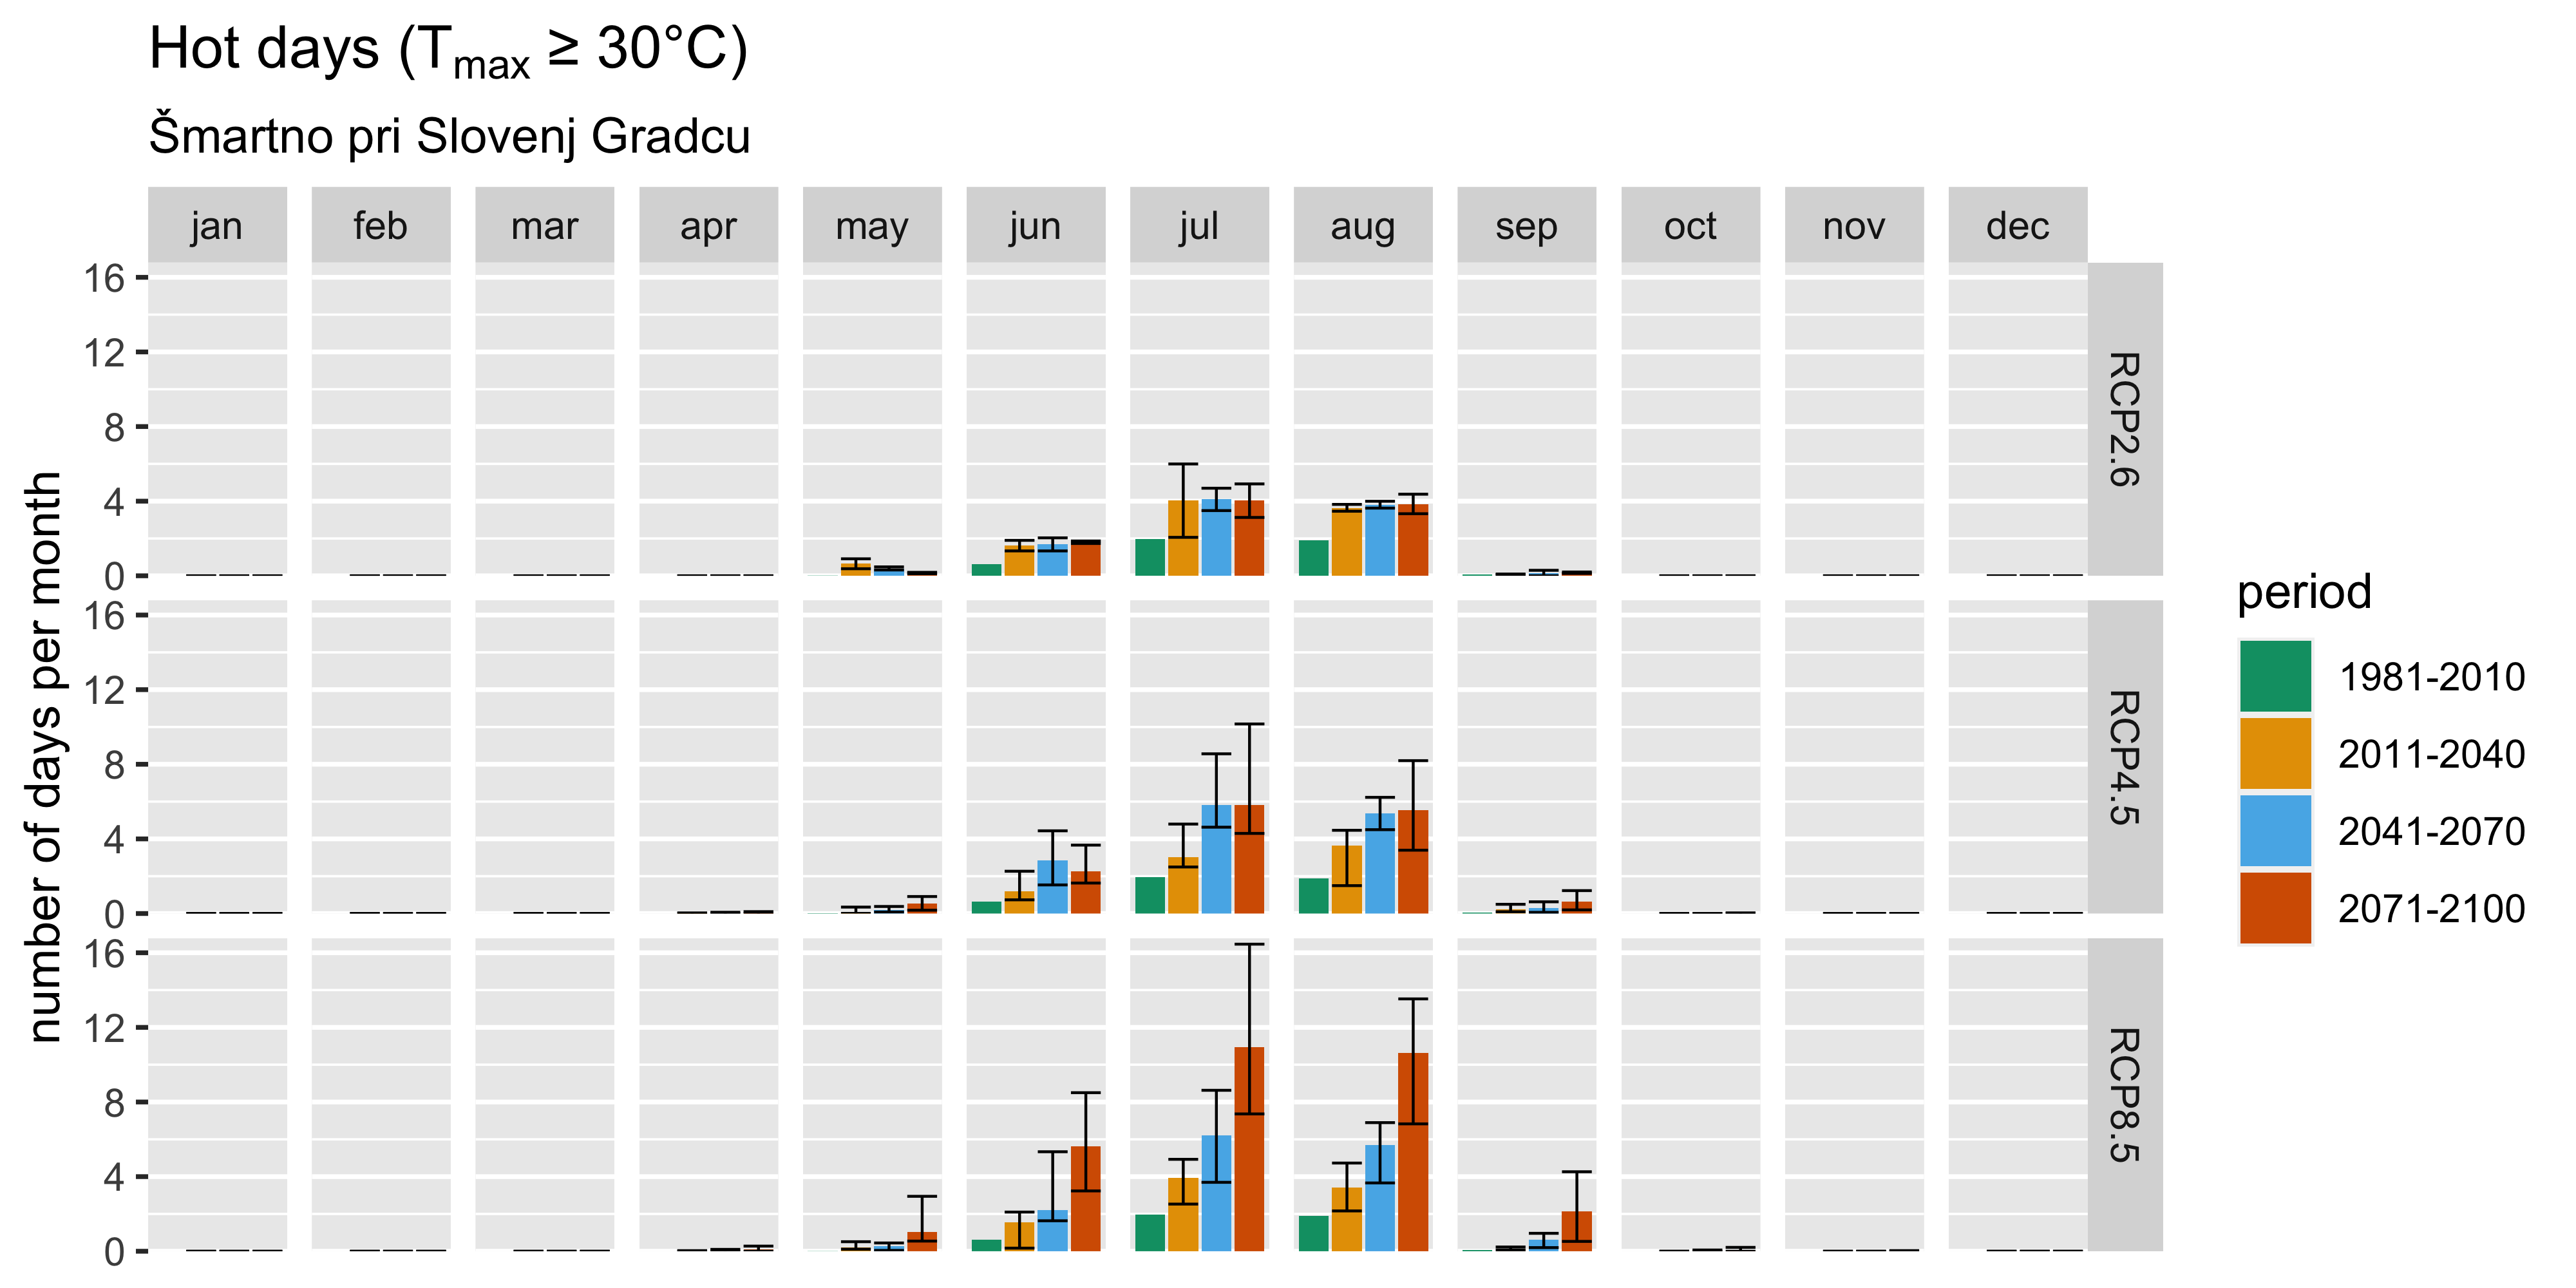 Hot days (Tmax ≥ 30°C)
Šmartno pri Slovenj Gradcu
jan feb mar apr may jun jul aug sep oct nov dec
number of days per month
16
12
8
4
0
RCP2.6
16
12
8
4
0
RCP4.5
16
12
8
4
0
RCP8.5
period
1981-2010
2011-2040
2041-2070
2071-2100